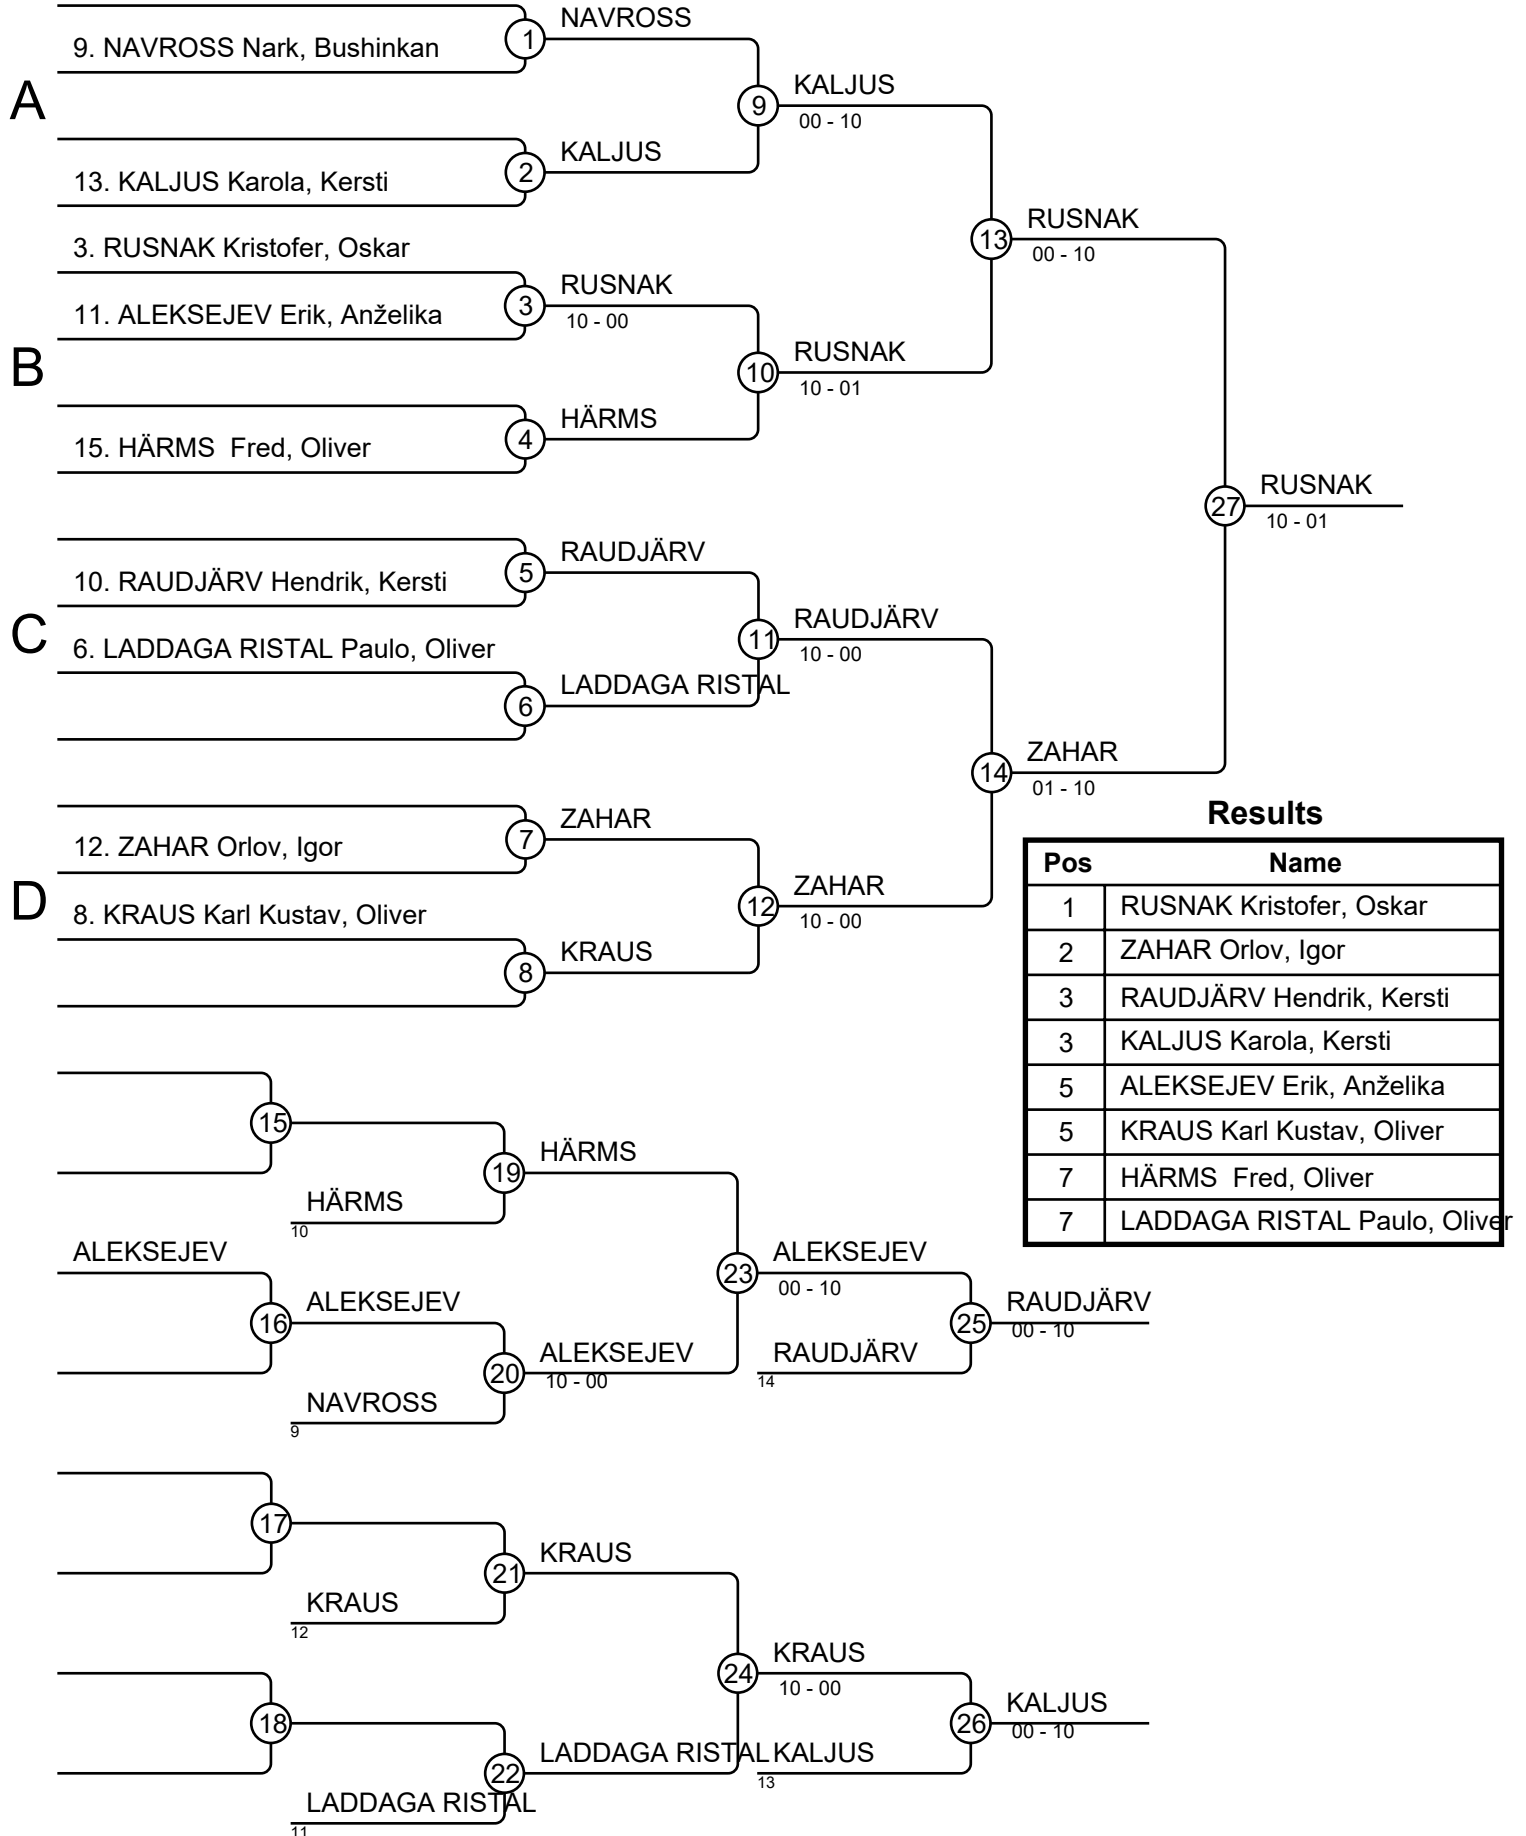 NAVROSS
9. NAVROSS Nark, Bushinkan
1
A
KALJUS
9
00 - 10
KALJUS
13. KALJUS Karola, Kersti
2
RUSNAK
13
00 - 10
3. RUSNAK Kristofer, Oskar
RUSNAK
11. ALEKSEJEV Erik, Anželika
3
10 - 00
B
RUSNAK
10
10 - 01
HÄRMS
15. HÄRMS  Fred, Oliver
4
RUSNAK
27
10 - 01
RAUDJÄRV
10. RAUDJÄRV Hendrik, Kersti
5
C
RAUDJÄRV
11
10 - 00
6. LADDAGA RISTAL Paulo, Oliver
LADDAGA RISTAL
6
ZAHAR
14
01 - 10
ZAHAR
12. ZAHAR Orlov, Igor
7
D
ZAHAR
12
10 - 00
8. KRAUS Karl Kustav, Oliver
KRAUS
8
Results
Pos Name
1 RUSNAK Kristofer, Oskar
2 ZAHAR Orlov, Igor
3 RAUDJÄRV Hendrik, Kersti
3 KALJUS Karola, Kersti
5 ALEKSEJEV Erik, Anželika
5 KRAUS Karl Kustav, Oliver
7 HÄRMS  Fred, Oliver
7 LADDAGA RISTAL Paulo, Oliver
15
HÄRMS
19
HÄRMS
10
ALEKSEJEV
ALEKSEJEV
23
00 - 10
ALEKSEJEV
16
RAUDJÄRV
25
00 - 10
ALEKSEJEV
20
10 - 00
RAUDJÄRV
14
NAVROSS
9
17
KRAUS
21
KRAUS
12
KRAUS
24
10 - 00
18
KALJUS
26
00 - 10
LADDAGA RISTAL
22
KALJUS
13
LADDAGA RISTAL
11